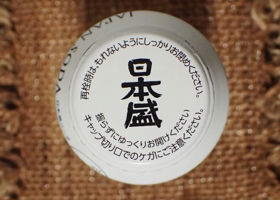 再栓時は、もれないようにしっかりお閉めください。
日本盛
振らずにゆっくりお開けください
キャップ切り口でのケガにご注意ください。